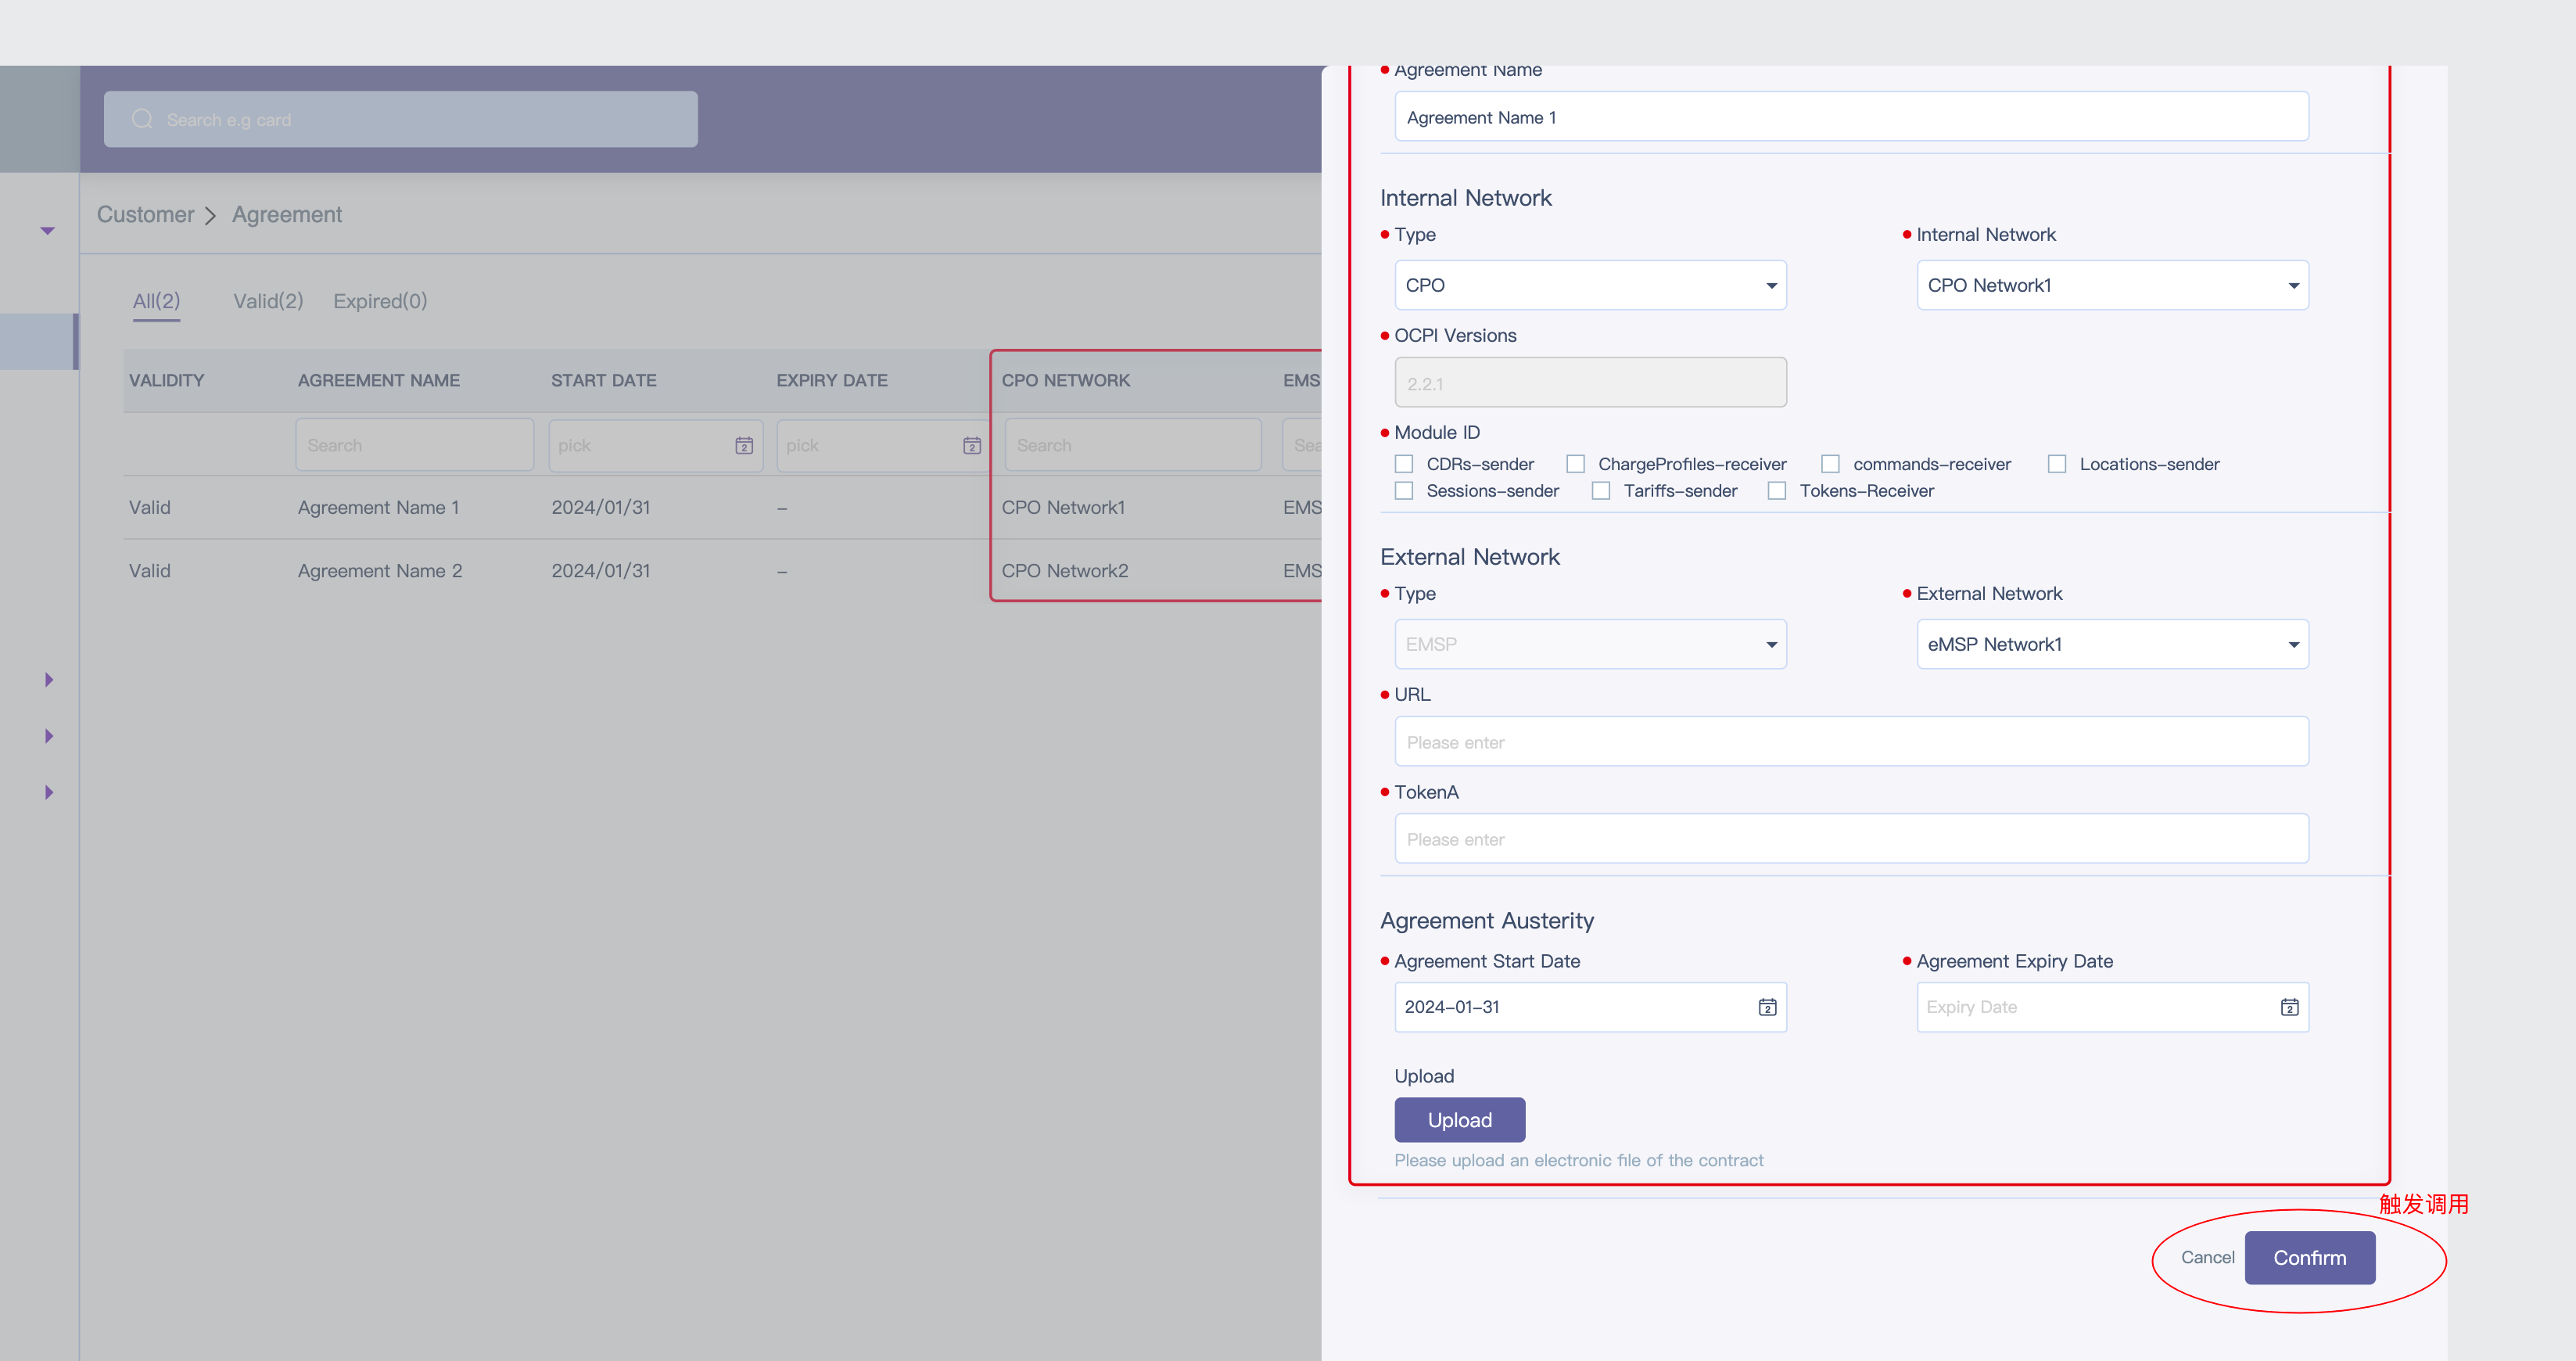 Search e.g card
Customer > Agreement
All(2) Valid(2) Expired(0)
VALIDITY AGREEMENT NAME START DATE EXPIRY DATE CPO NETWORK EMS
Search pick pick Search Sea
Valid Agreement Name 1 2024/01/31 – CPO Network1 EMS
Valid Agreement Name 2 2024/01/31 – CPO Network2 EMS
Agreement Name
Agreement Name 1
Internal Network
Type Internal Network
CPO CPO Network1
OCPI Versions
2.2.1
Module ID
CDRs-sender ChargeProfiles-receiver commands-receiver Locations-sender
Sessions-sender Tariffs-sender Tokens-Receiver
External Network
Type External Network
EMSP eMSP Network1
URL
Please enter
TokenA
Please enter
Agreement Austerity
Agreement Start Date Agreement Expiry Date
2024-01-31 Expiry Date
Upload
Upload
Please upload an electronic file of the contract
触发调用
Cancel Confirm